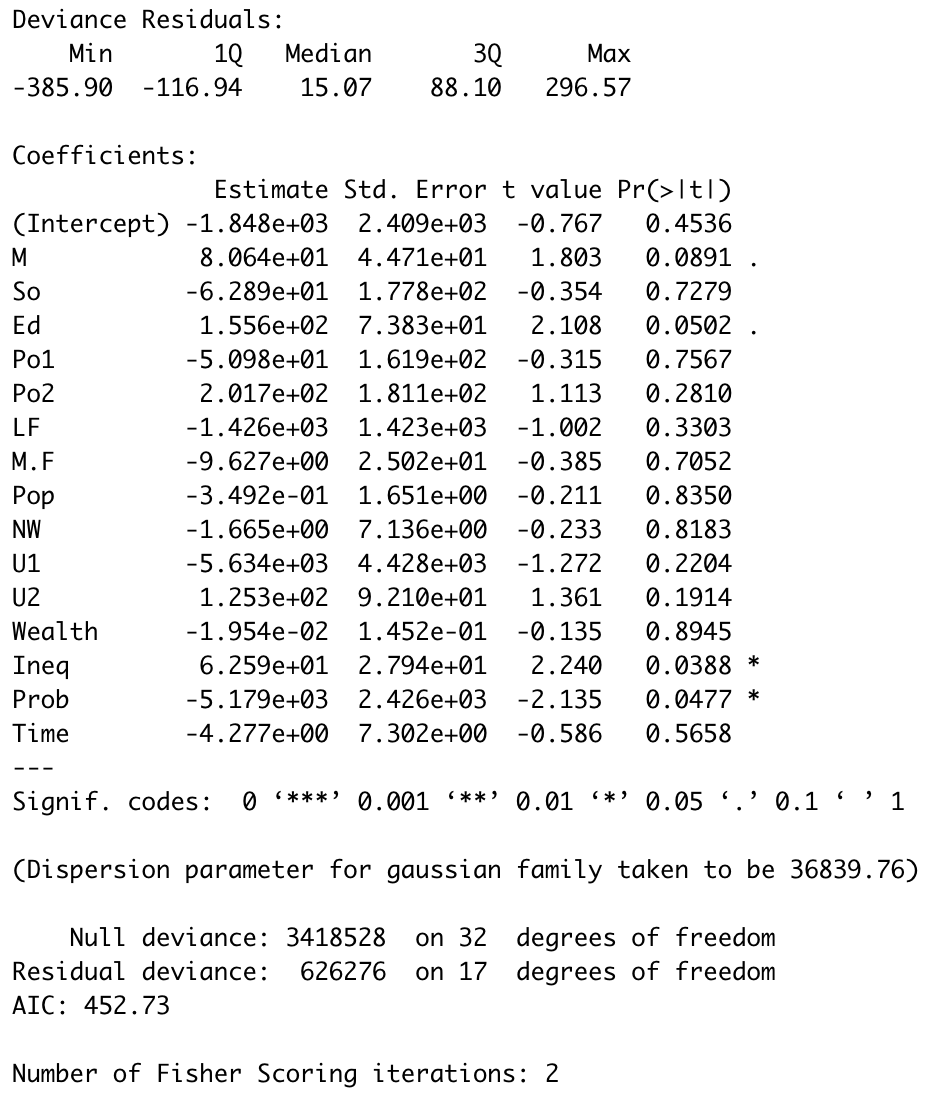 Deviance Residuals:
    Min       1Q   Median       3Q      Max
-385.90  -116.94    15.07    88.10   296.57
Coefficients:
              Estimate Std. Error t value Pr(>|t|)
(Intercept) -1.848e+03  2.409e+03  -0.767   0.4536
M            8.064e+01  4.471e+01   1.803   0.0891 .
So          -6.289e+01  1.778e+02  -0.354   0.7279
Ed           1.556e+02  7.383e+01   2.108   0.0502 .
Po1         -5.098e+01  1.619e+02  -0.315   0.7567
Po2          2.017e+02  1.811e+02   1.113   0.2810
LF          -1.426e+03  1.423e+03  -1.002   0.3303
M.F         -9.627e+00  2.502e+01  -0.385   0.7052
Pop         -3.492e-01  1.651e+00  -0.211   0.8350
NW          -1.665e+00  7.136e+00  -0.233   0.8183
U1          -5.634e+03  4.428e+03  -1.272   0.2204
U2           1.253e+02  9.210e+01   1.361   0.1914
Wealth      -1.954e-02  1.452e-01  -0.135   0.8945
Ineq         6.259e+01  2.794e+01   2.240   0.0388 *
Prob        -5.179e+03  2.426e+03  -2.135   0.0477 *
Time        -4.277e+00  7.302e+00  -0.586   0.5658
---
Signif. codes:  0 ‘***’ 0.001 ‘**’ 0.01 ‘*’ 0.05 ‘.’ 0.1 ‘ ’ 1
(Dispersion parameter for gaussian family taken to be 36839.76)
    Null deviance: 3418528  on 32  degrees of freedom
Residual deviance:  626276  on 17  degrees of freedom
AIC: 452.73
Number of Fisher Scoring iterations: 2